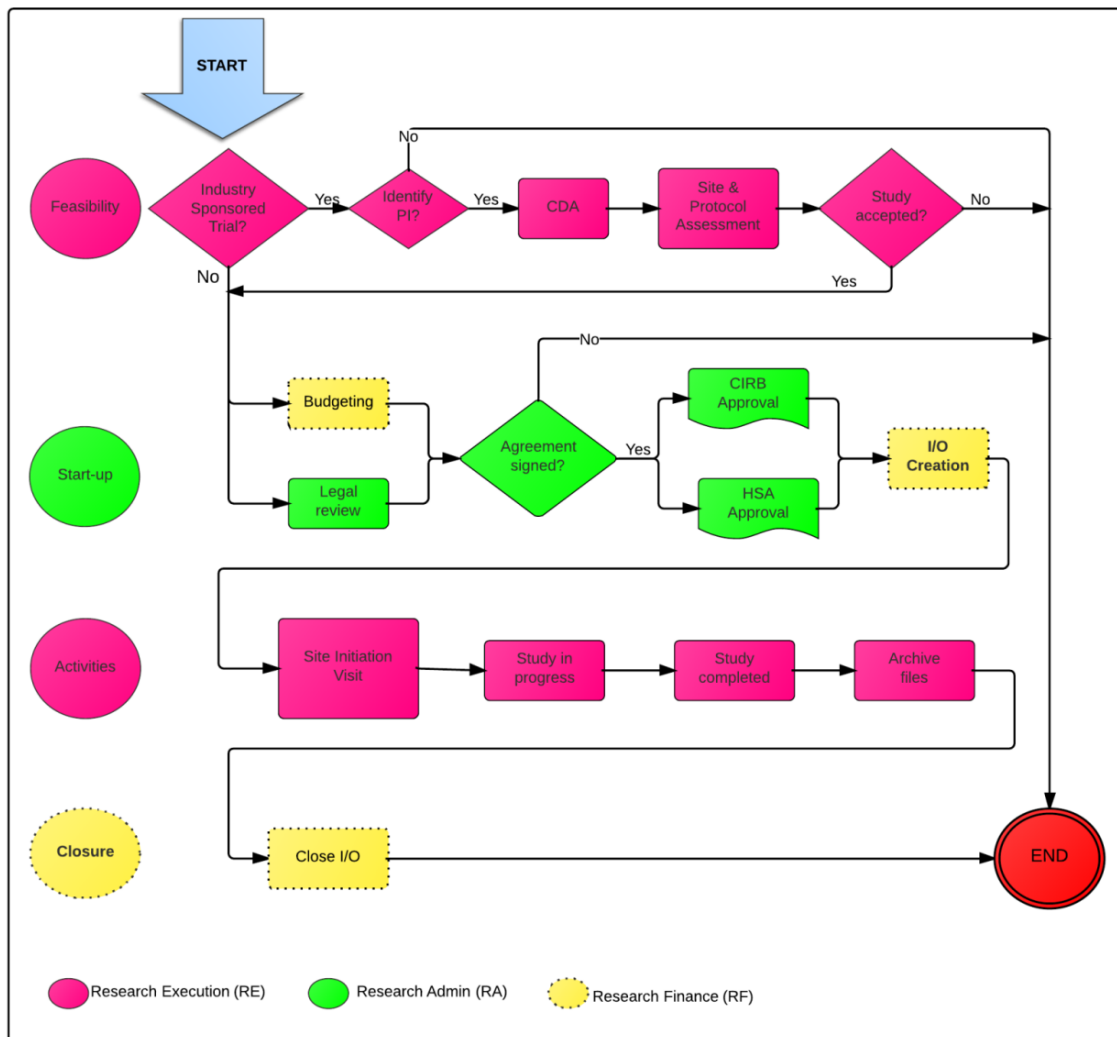 START
No
Feasibility
Industry
Sponsored
Trial?
Yes
Identify
PI?
Yes
CDA
Site &
Protocol
Assessment
Study
accepted?
No
No
Yes
No
Start-up
Budgeting
Legal
review
Agreement
signed?
Yes
CIRB
Approval
HSA
Approval
I/O
Creation
Activities
Site Initiation
Visit
Study in
progress
Study
completed
Archive
files
Closure
Close I/O
END
Research Execution (RE)
Research Admin (RA)
Research Finance (RF)